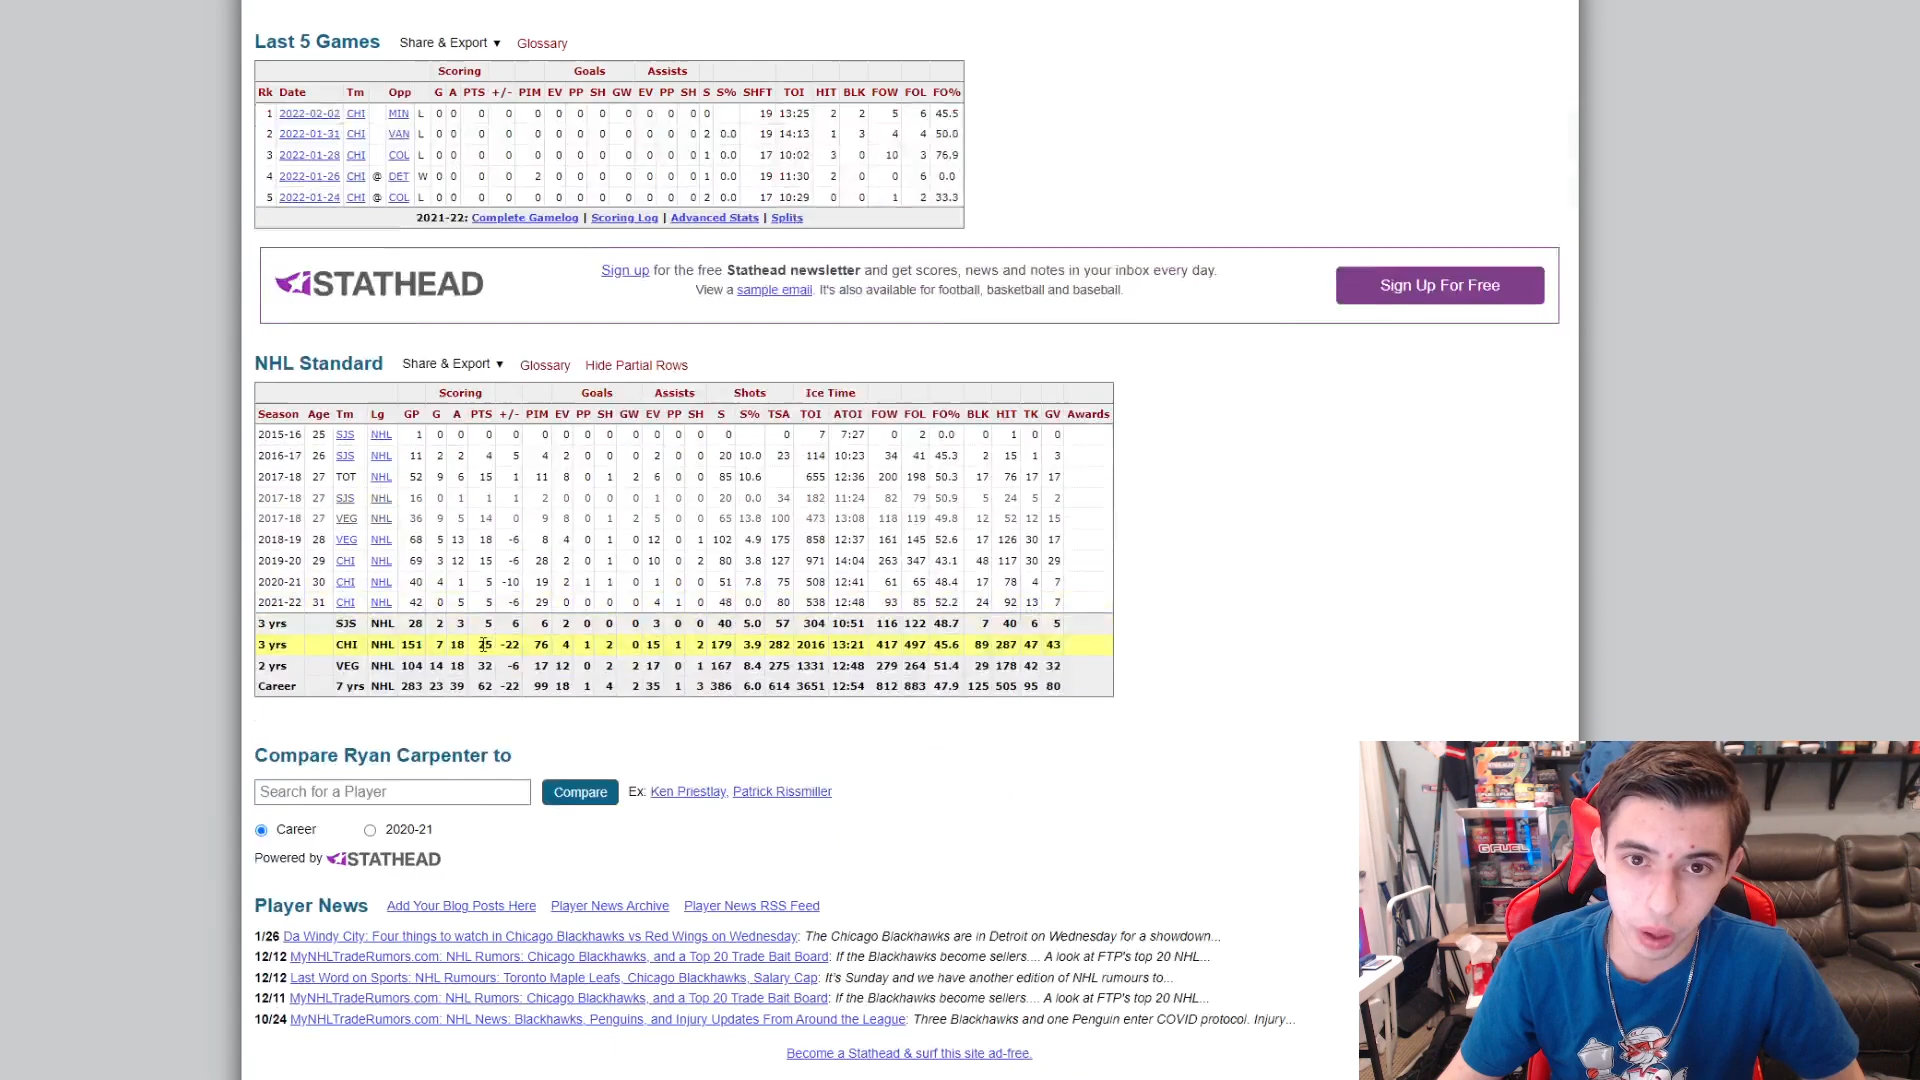 Last 5 Games Share & Export ▼ Glossary
Scoring Goals Assists
Rk Date Tm Opp G A PTS +/- PIM EV PP SH GW EV PP SH S S% SHFT TOI HIT BLK FOW FOL FO%
1 2022-02-02 CHI MIN L 0 0 0 0 0 0 0 0 0 0 0 0 0 19 13:25 2 2 5 6 45.5
2 2022-01-31 CHI VAN L 0 0 0 0 0 0 0 0 0 0 0 0 2 0.0 19 14:13 1 3 4 4 50.0
3 2022-01-28 CHI COL L 0 0 0 0 0 0 0 0 0 0 0 0 1 0.0 17 10:02 3 0 10 3 76.9
4 2022-01-26 CHI @ DET W 0 0 0 0 2 0 0 0 0 0 0 0 1 0.0 19 11:30 2 0 0 6 0.0
5 2022-01-24 CHI @ COL L 0 0 0 0 0 0 0 0 0 0 0 0 2 0.0 17 10:29 0 0 1 2 33.3
2021-22: Complete Gamelog | Scoring Log | Advanced Stats | Splits
STATHEAD
Sign up for the free Stathead newsletter and get scores, news and notes in your inbox every day.
View a sample email. It's also available for football, basketball and baseball.
Sign Up For Free
NHL Standard Share & Export ▼ Glossary Hide Partial Rows
Scoring Goals Assists Shots Ice Time
Season Age Tm Lg GP G A PTS +/- PIM EV PP SH GW EV PP SH S S% TSA TOI ATOI FOW FOL FO% BLK HIT TK GV Awards
2015-16 25 SJS NHL 1 0 0 0 0 0 0 0 0 0 0 0 0 0 0 7 7:27 0 2 0.0 0 1 0 0
2016-17 26 SJS NHL 11 2 2 4 5 4 2 0 0 0 2 0 0 20 10.0 23 114 10:23 34 41 45.3 2 15 1 3
2017-18 27 TOT NHL 52 9 6 15 1 11 8 0 1 2 6 0 0 85 10.6 655 12:36 200 198 50.3 17 76 17 17
2017-18 27 SJS NHL 16 0 1 1 1 2 0 0 0 0 1 0 0 20 0.0 34 182 11:24 82 79 50.9 5 24 5 2
2017-18 27 VEG NHL 36 9 5 14 0 9 8 0 1 2 5 0 0 65 13.8 100 473 13:08 118 119 49.8 12 52 12 15
2018-19 28 VEG NHL 68 5 13 18 -6 8 4 0 1 0 12 0 1 102 4.9 175 858 12:37 161 145 52.6 17 126 30 17
2019-20 29 CHI NHL 69 3 12 15 -6 28 2 0 1 0 10 0 2 80 3.8 127 971 14:04 263 347 43.1 48 117 30 29
2020-21 30 CHI NHL 40 4 1 5 -10 19 2 1 1 0 1 0 0 51 7.8 75 508 12:41 61 65 48.4 17 78 4 7
2021-22 31 CHI NHL 42 0 5 5 -6 29 0 0 0 0 4 1 0 48 0.0 80 538 12:48 93 85 52.2 24 92 13 7
3 yrs SJS NHL 28 2 3 5 6 6 2 0 0 0 3 0 0 40 5.0 57 304 10:51 116 122 48.7 7 40 6 5
3 yrs CHI NHL 151 7 18 25 -22 76 4 1 2 0 15 1 2 179 3.9 282 2016 13:21 417 497 45.6 89 287 47 43
2 yrs VEG NHL 104 14 18 32 -6 17 12 0 2 2 17 0 1 167 8.4 275 1331 12:48 279 264 51.4 29 178 42 32
Career 7 yrs NHL 283 23 39 62 -22 99 18 1 4 2 35 1 3 386 6.0 614 3651 12:54 812 883 47.9 125 505 95 80
Compare Ryan Carpenter to
Search for a Player Compare Ex: Ken Priestlay, Patrick Rissmiller
Career 2020-21
Powered by STATHEAD
Player News Add Your Blog Posts Here Player News Archive Player News RSS Feed
1/26 Da Windy City: Four things to watch in Chicago Blackhawks vs Red Wings on Wednesday: The Chicago Blackhawks are in Detroit on Wednesday for a showdown...
12/12 MyNHLTradeRumors.com: NHL Rumors: Chicago Blackhawks, and a Top 20 Trade Bait Board: If the Blackhawks become sellers.... A look at FTP's top 20 NHL...
12/12 Last Word on Sports: NHL Rumours: Toronto Maple Leafs, Chicago Blackhawks, Salary Cap: It's Sunday and we have another edition of NHL rumours to...
12/11 MyNHLTradeRumors.com: NHL Rumors: Chicago Blackhawks, and a Top 20 Trade Bait Board: If the Blackhawks become sellers.... A look at FTP's top 20 NHL...
10/24 MyNHLTradeRumors.com: NHL News: Blackhawks, Penguins, and Injury Updates From Around the League: Three Blackhawks and one Penguin enter COVID protocol. Injury...
Become a Stathead & surf this site ad-free.
G FUEL